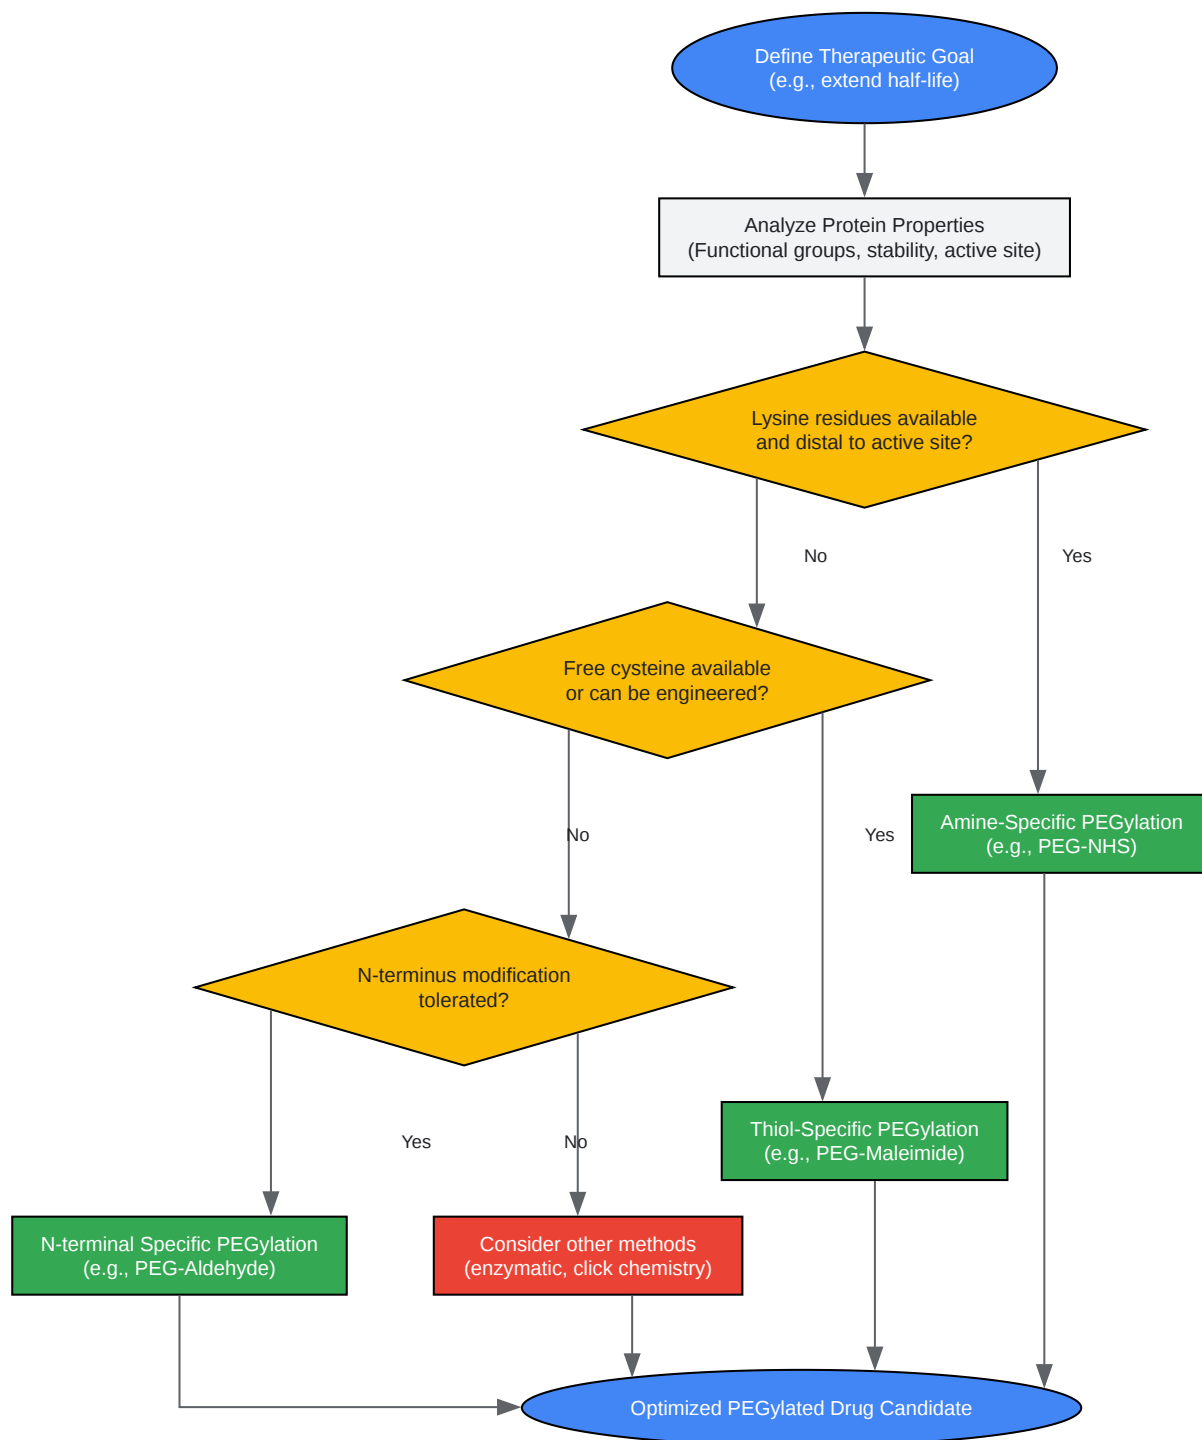 Define Therapeutic Goal
(e.g., extend half-life)
Analyze Protein Properties
(Functional groups, stability, active site)
Lysine residues available
and distal to active site?
No
Yes
Free cysteine available
or can be engineered?
No
Yes
Amine-Specific PEGylation
(e.g., PEG-NHS)
N-terminus modification
tolerated?
Yes
No
Thiol-Specific PEGylation
(e.g., PEG-Maleimide)
N-terminal Specific PEGylation
(e.g., PEG-Aldehyde)
Consider other methods
(enzymatic, click chemistry)
Optimized PEGylated Drug Candidate